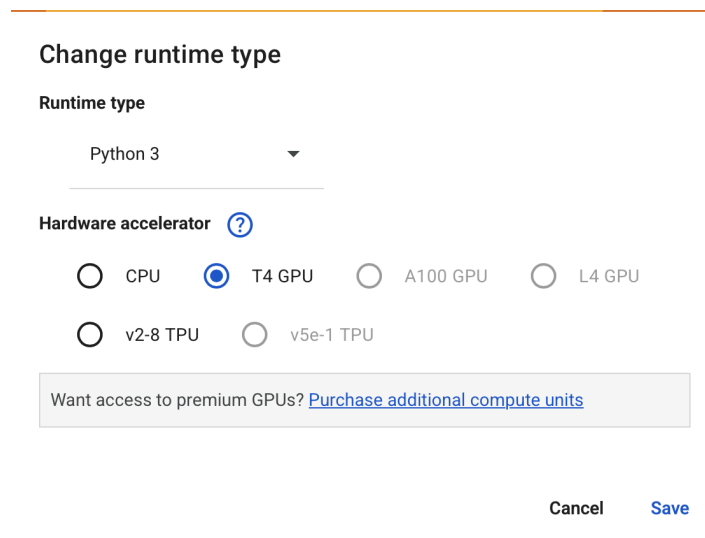 Change runtime type
Runtime type
Python 3
Hardware accelerator ?
CPU T4 GPU A100 GPU L4 GPU
v2-8 TPU v5e-1 TPU
Want access to premium GPUs? Purchase additional compute units
Cancel Save